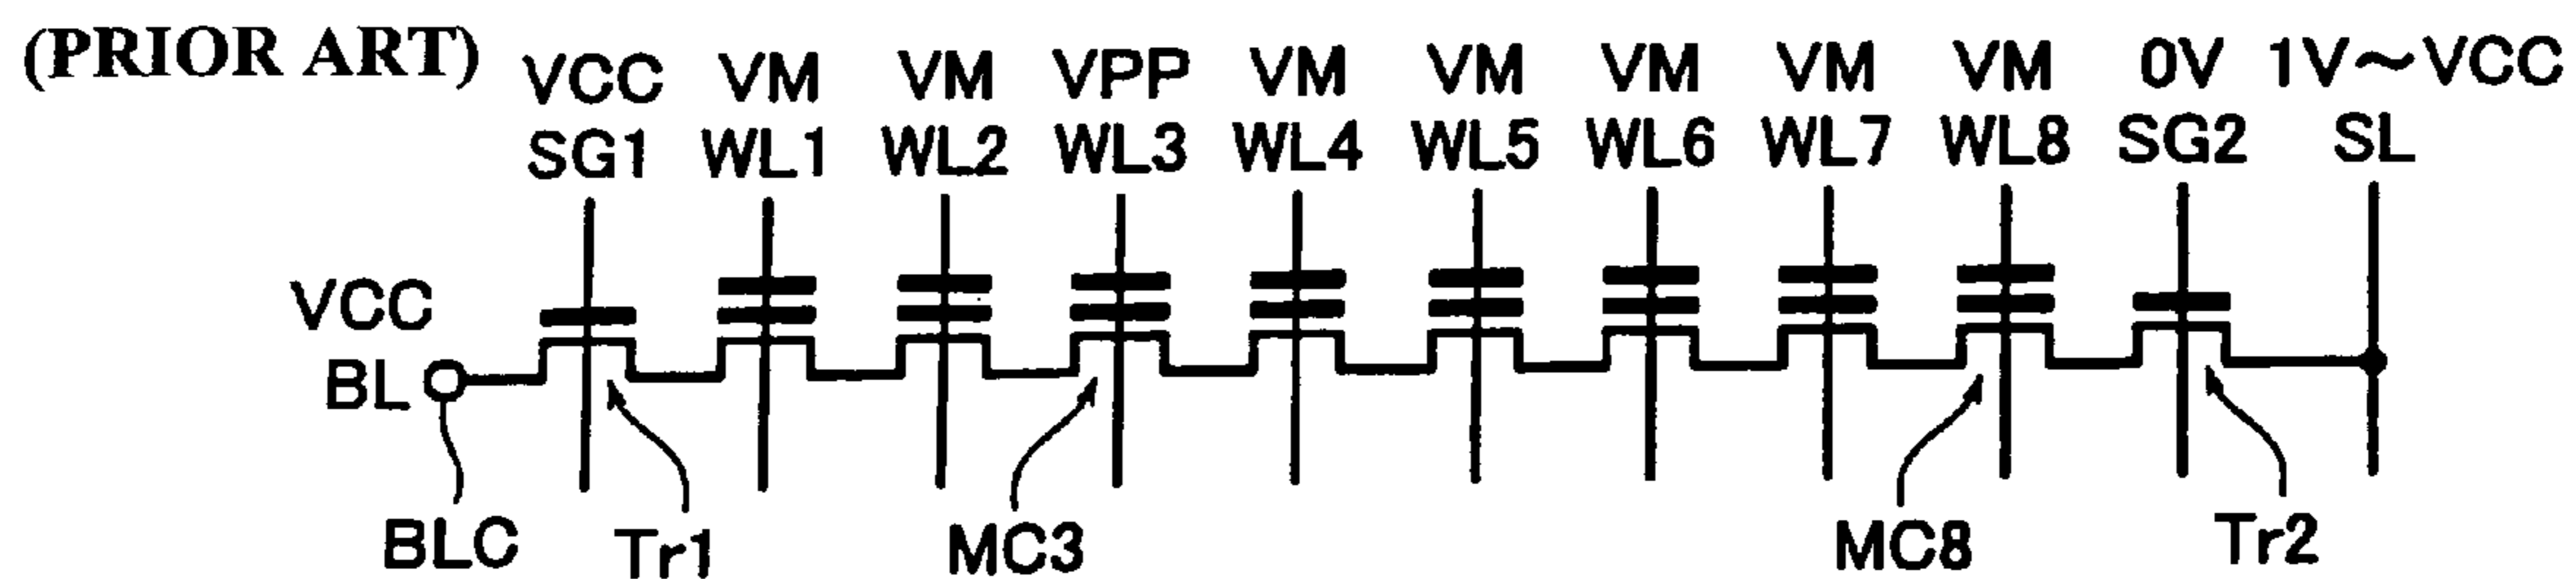 (PRIOR ART)
VCC VM VM VPP VM VM VM VM VM 0V 1V~VCC
SG1 WL1 WL2 WL3 WL4 WL5 WL6 WL7 WL8 SG2 SL
VCC
BL
BLC Tr1 MC3 MC8 Tr2